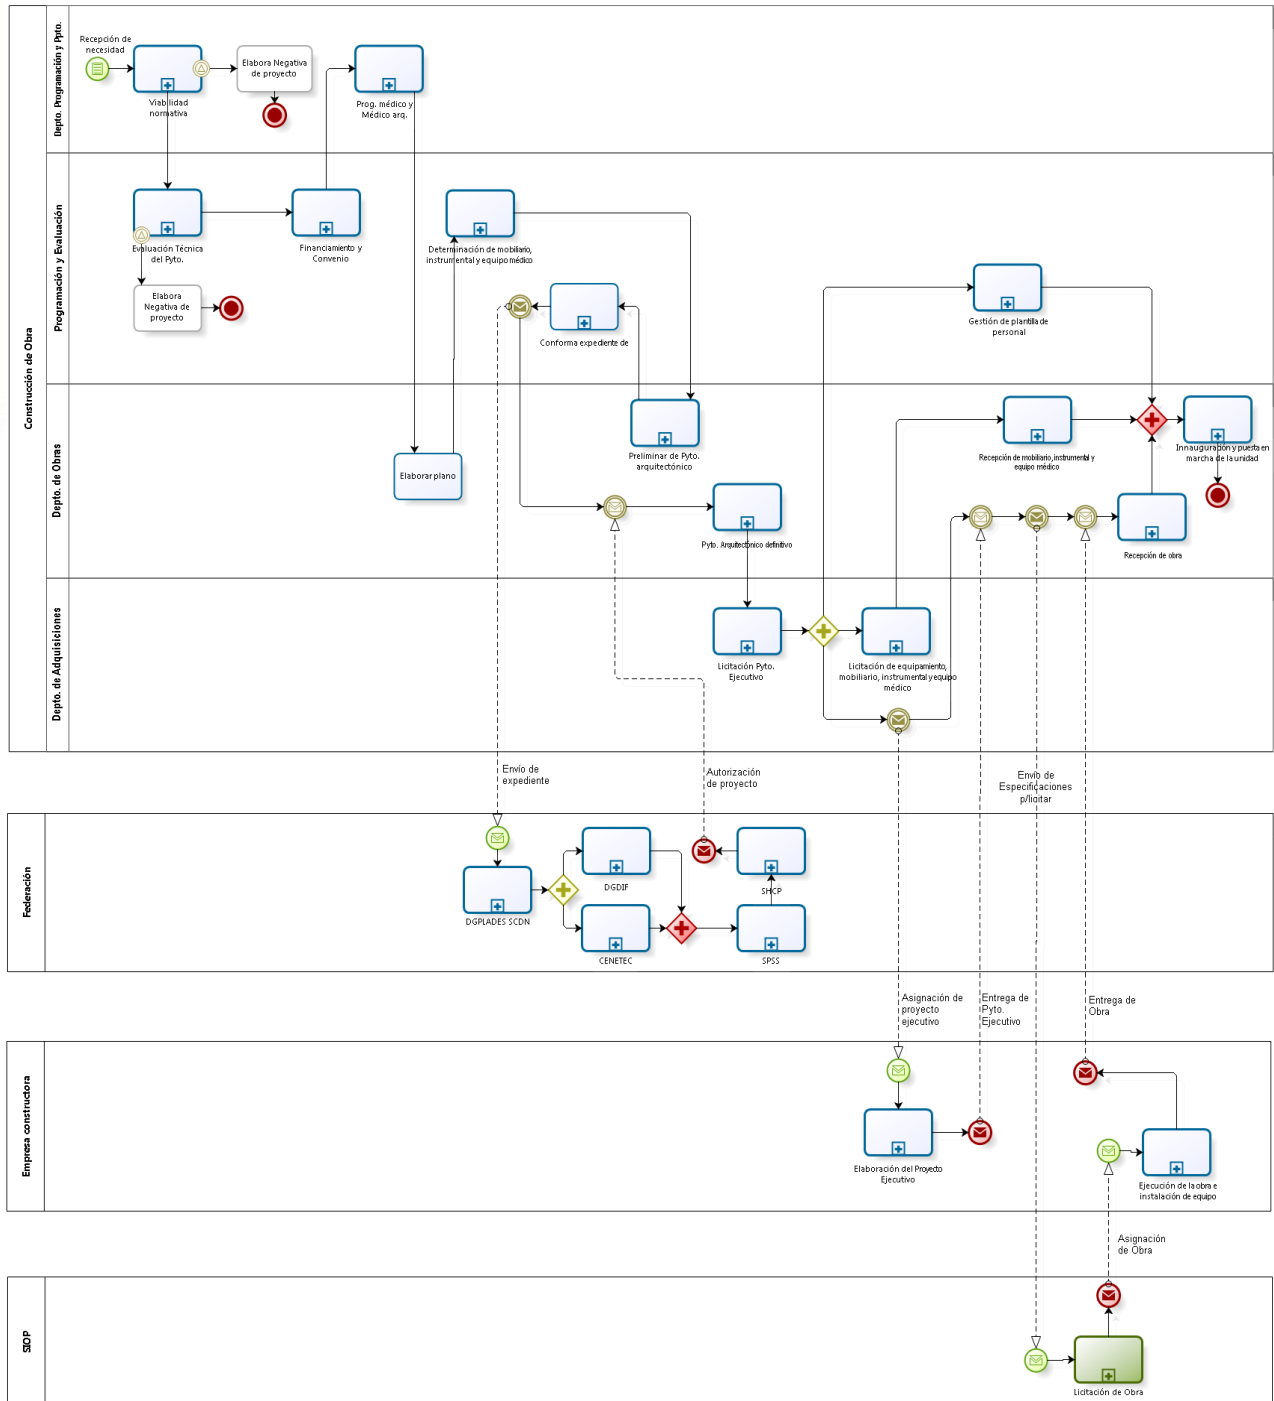 Construcción de Obra
Depto. Programación y Ppto.
Recepción de
necesidad
Viabilidad
normativa
Elabora Negativa
de proyecto
Prog. médico y
Médico arq.
Programación y Evaluación
Evaluación Técnica
del Pyto.
Financiamiento y
Convenio
Elabora
Negativa de
proyecto
Determinación de mobiliario,
instrumental y equipo médico
Conforma expediente de
Gestión de plantilla de
personal
Depto. de Obras
Elaborar plano
Preliminar de Pyto.
arquitectónico
Pyto. Arquitectónico definitivo
Recepción de mobiliario, instrumental y
equipo médico
Innauguración y puesta en
marcha de la unidad
Recepción de obra
Depto. de Adquisiciones
Licitación Pyto.
Ejecutivo
Licitación de equipamiento,
mobiliario, instrumental y equipo
médico
Envío de
expediente
Autorización
de proyecto
Envío de
Especificaciones
p/licitar
Federación
DGPLADES SCDN
DGDIF
CENETEC
SHCP
SPSS
Asignación de
proyecto
ejecutivo
Entrega de
Pyto.
Ejecutivo
Entrega de
Obra
Empresa constructora
Elaboración del Proyecto
Ejecutivo
Ejecución de la obra e
instalación de equipo
Asignación
de Obra
SIOP
Licitación de Obra